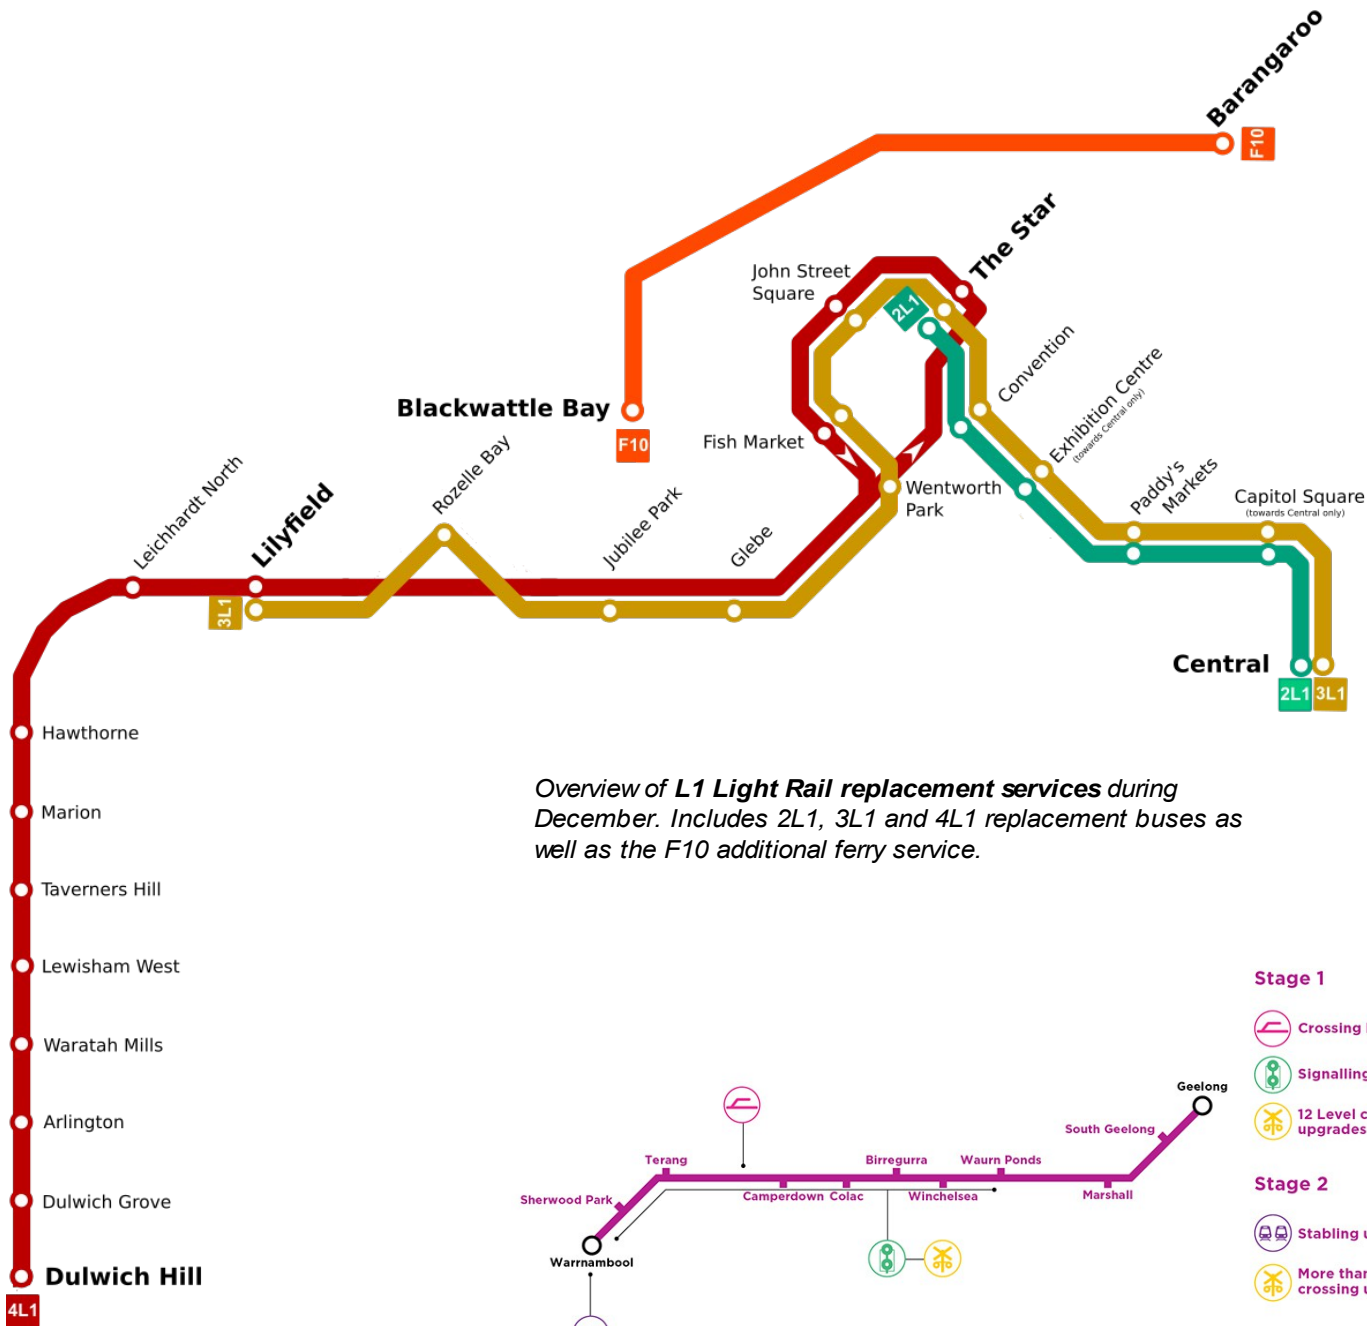 Barangaroo
F10
The Star
John Street
Square
2L1
Convention
Blackwattle Bay
F10
Exhibition Centre
(towards Central only)
Fish Market
Rozelle Bay
Paddy's
Markets
Leichhardt North
Lilyfield
Jubilee Park
Glebe
Wentworth
Park
Capitol Square
(towards Central only)
3L1
Central
2L1
3L1
Hawthorne
Marion
Taverners Hill
Lewisham West
Waratah Mills
Arlington
Dulwich Grove
Dulwich Hill
4L1
Overview of L1 Light Rail replacement services during
December. Includes 2L1, 3L1 and 4L1 replacement buses as
well as the F10 additional ferry service.
Stage 1
Crossing
Signalling
12 Level
upgrades
Stage 2
Stabling
More than
crossing
Geelong
South Geelong
Terang
Birregurra
Waurn Ponds
Sherwood Park
Camperdown
Colac
Winchelsea
Marshall
Warrnambool